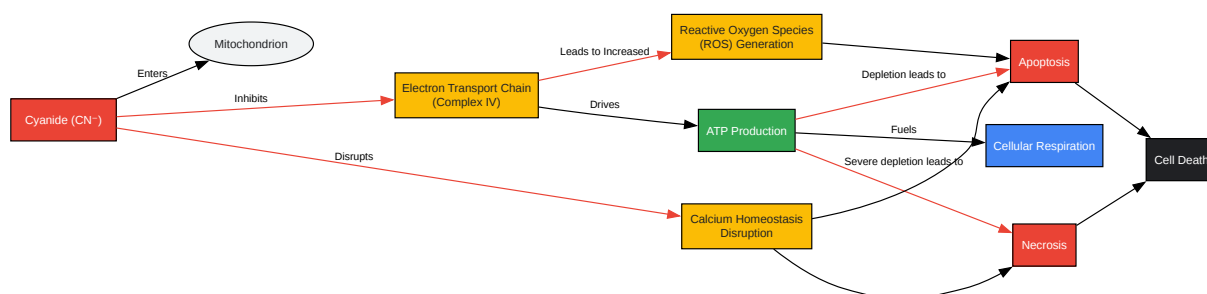 Reactive Oxygen Species
(ROS) Generation
Mitochondrion
Leads to Increased
Apoptosis
Enters
Depletion leads to
Electron Transport Chain
(Complex IV)
Inhibits
Drives
Cyanide (CN⁻)
ATP Production
Fuels
Cellular Respiration
Disrupts
Severe depletion leads to
Cell Death
Calcium Homeostasis
Disruption
Necrosis